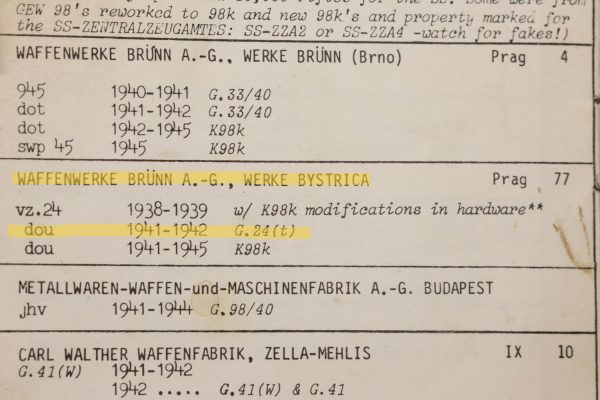 GEW 98's reworked to 98k and new 98k's and property marked for
the SS-ZENTRALZEUGAMTES: SS-ZZA2 or SS-ZZA4 -watch for fakes!)
WAFFENWERKE BRÜNN A.-G., WERKE BRÜNN (Brno) Prag 4
945 1940-1941 G.33/40
dot 1941-1942 G.33/40
dot 1942-1945 K98k
swp 45 1945 K98k
WAFFENWERKE BRÜNN A.-G., WERKE BYSTRICA Prag 77
vz.24 1938-1939 w/ K98k modifications in hardware**
dou 1941-1942 G.24(t)
dou 1941-1945 K98k
METALLWAREN-WAFFEN-und-MASCHINENFABRIK A.-G. BUDAPEST
jhv 1941-1944 G.98/40
CARL WALTHER WAFFENFABRIK, ZELLA-MEHLIS IX 10
G.41(W) 1941-1942
1942 ..... G.41(W) & G.41